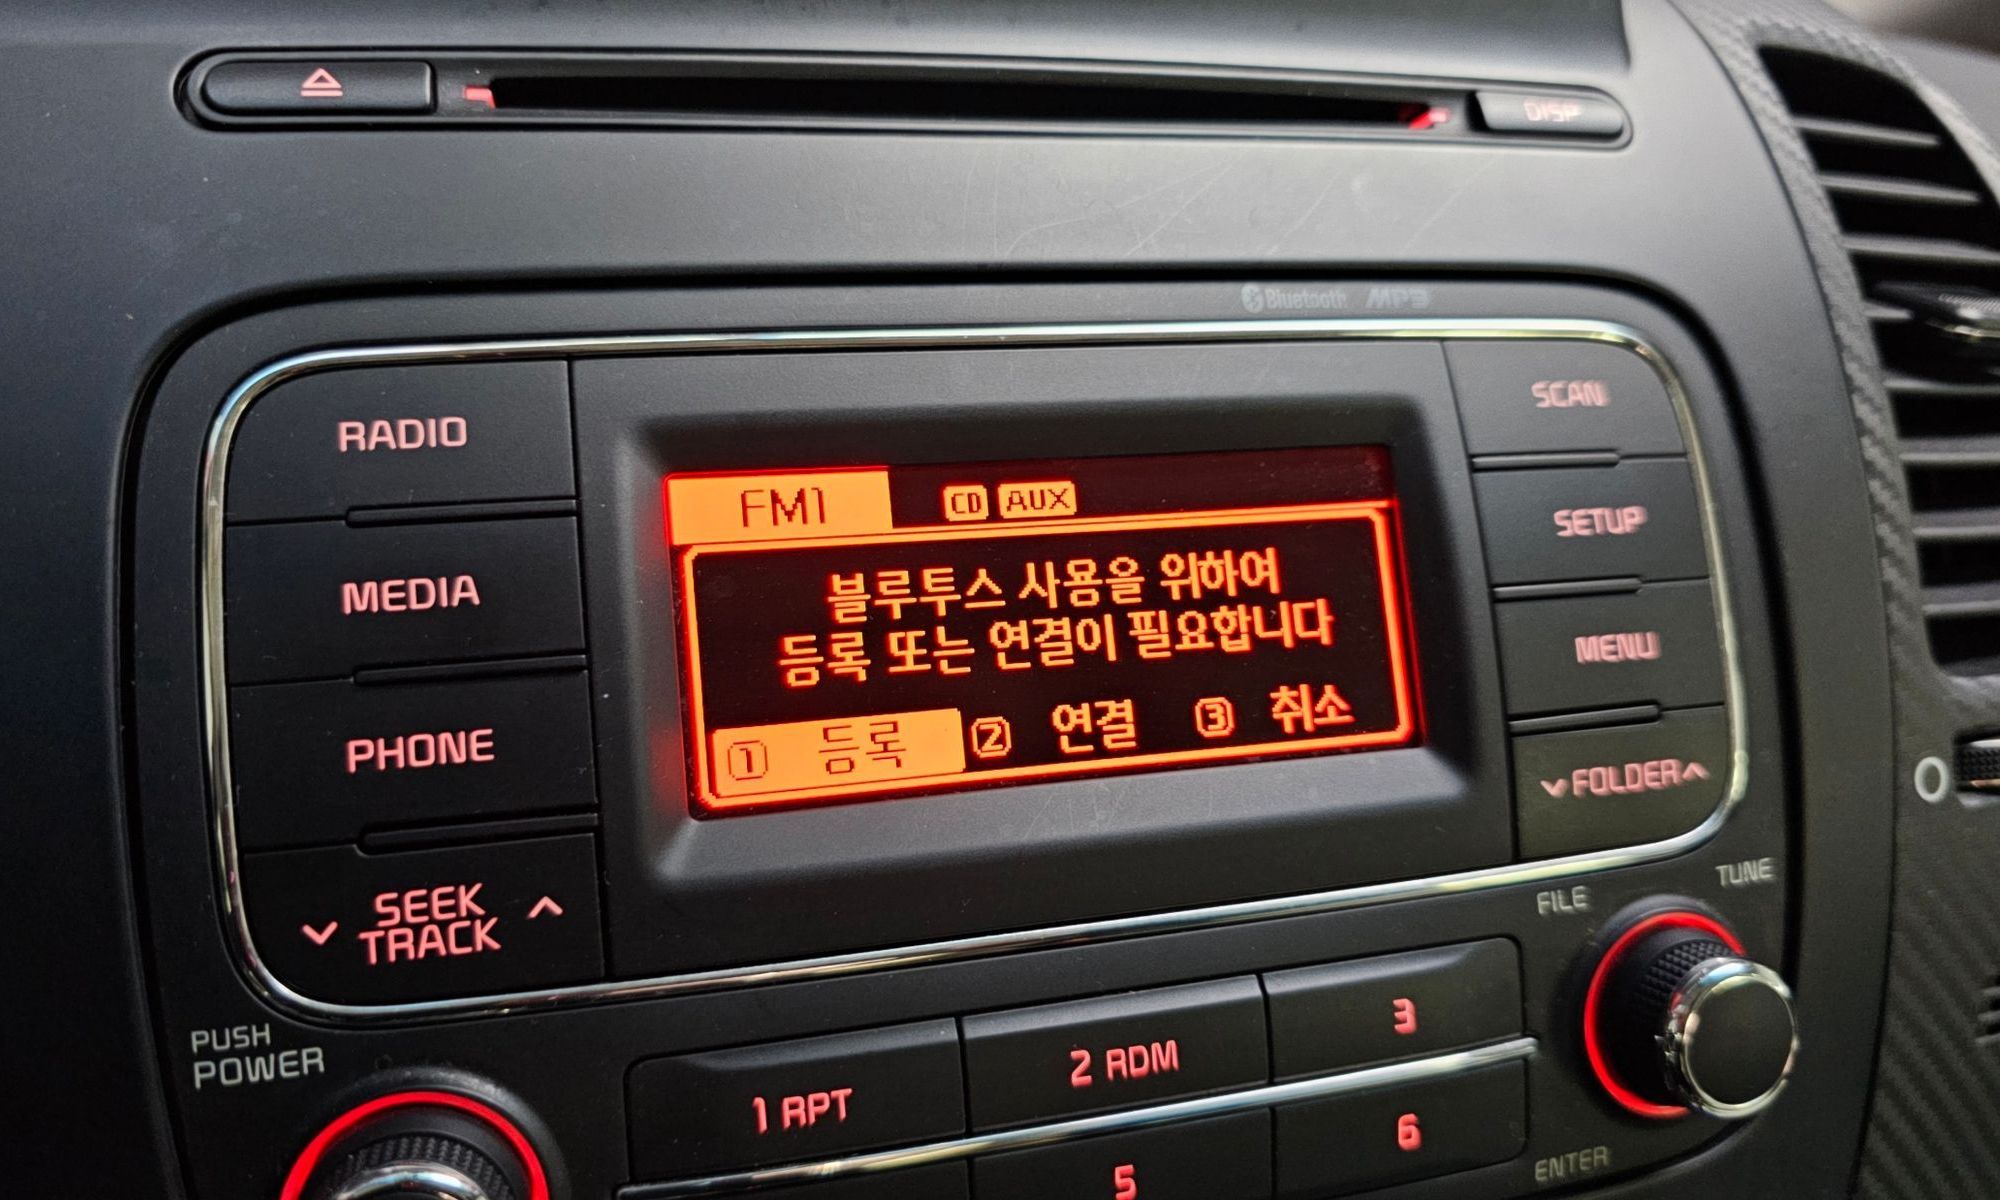 DISP
Bluetooth MP3
RADIO
MEDIA
PHONE
SEEK
TRACK
FM1 CD AUX
블루투스 사용을 위하여
등록 또는 연결이 필요합니다
① 등록 ② 연결 ③ 취소
SCAN
SETUP
MENU
FOLDER
PUSH
POWER
1 RPT
2 RDM
3
5
6
FILE
TUNE
ENTER
O